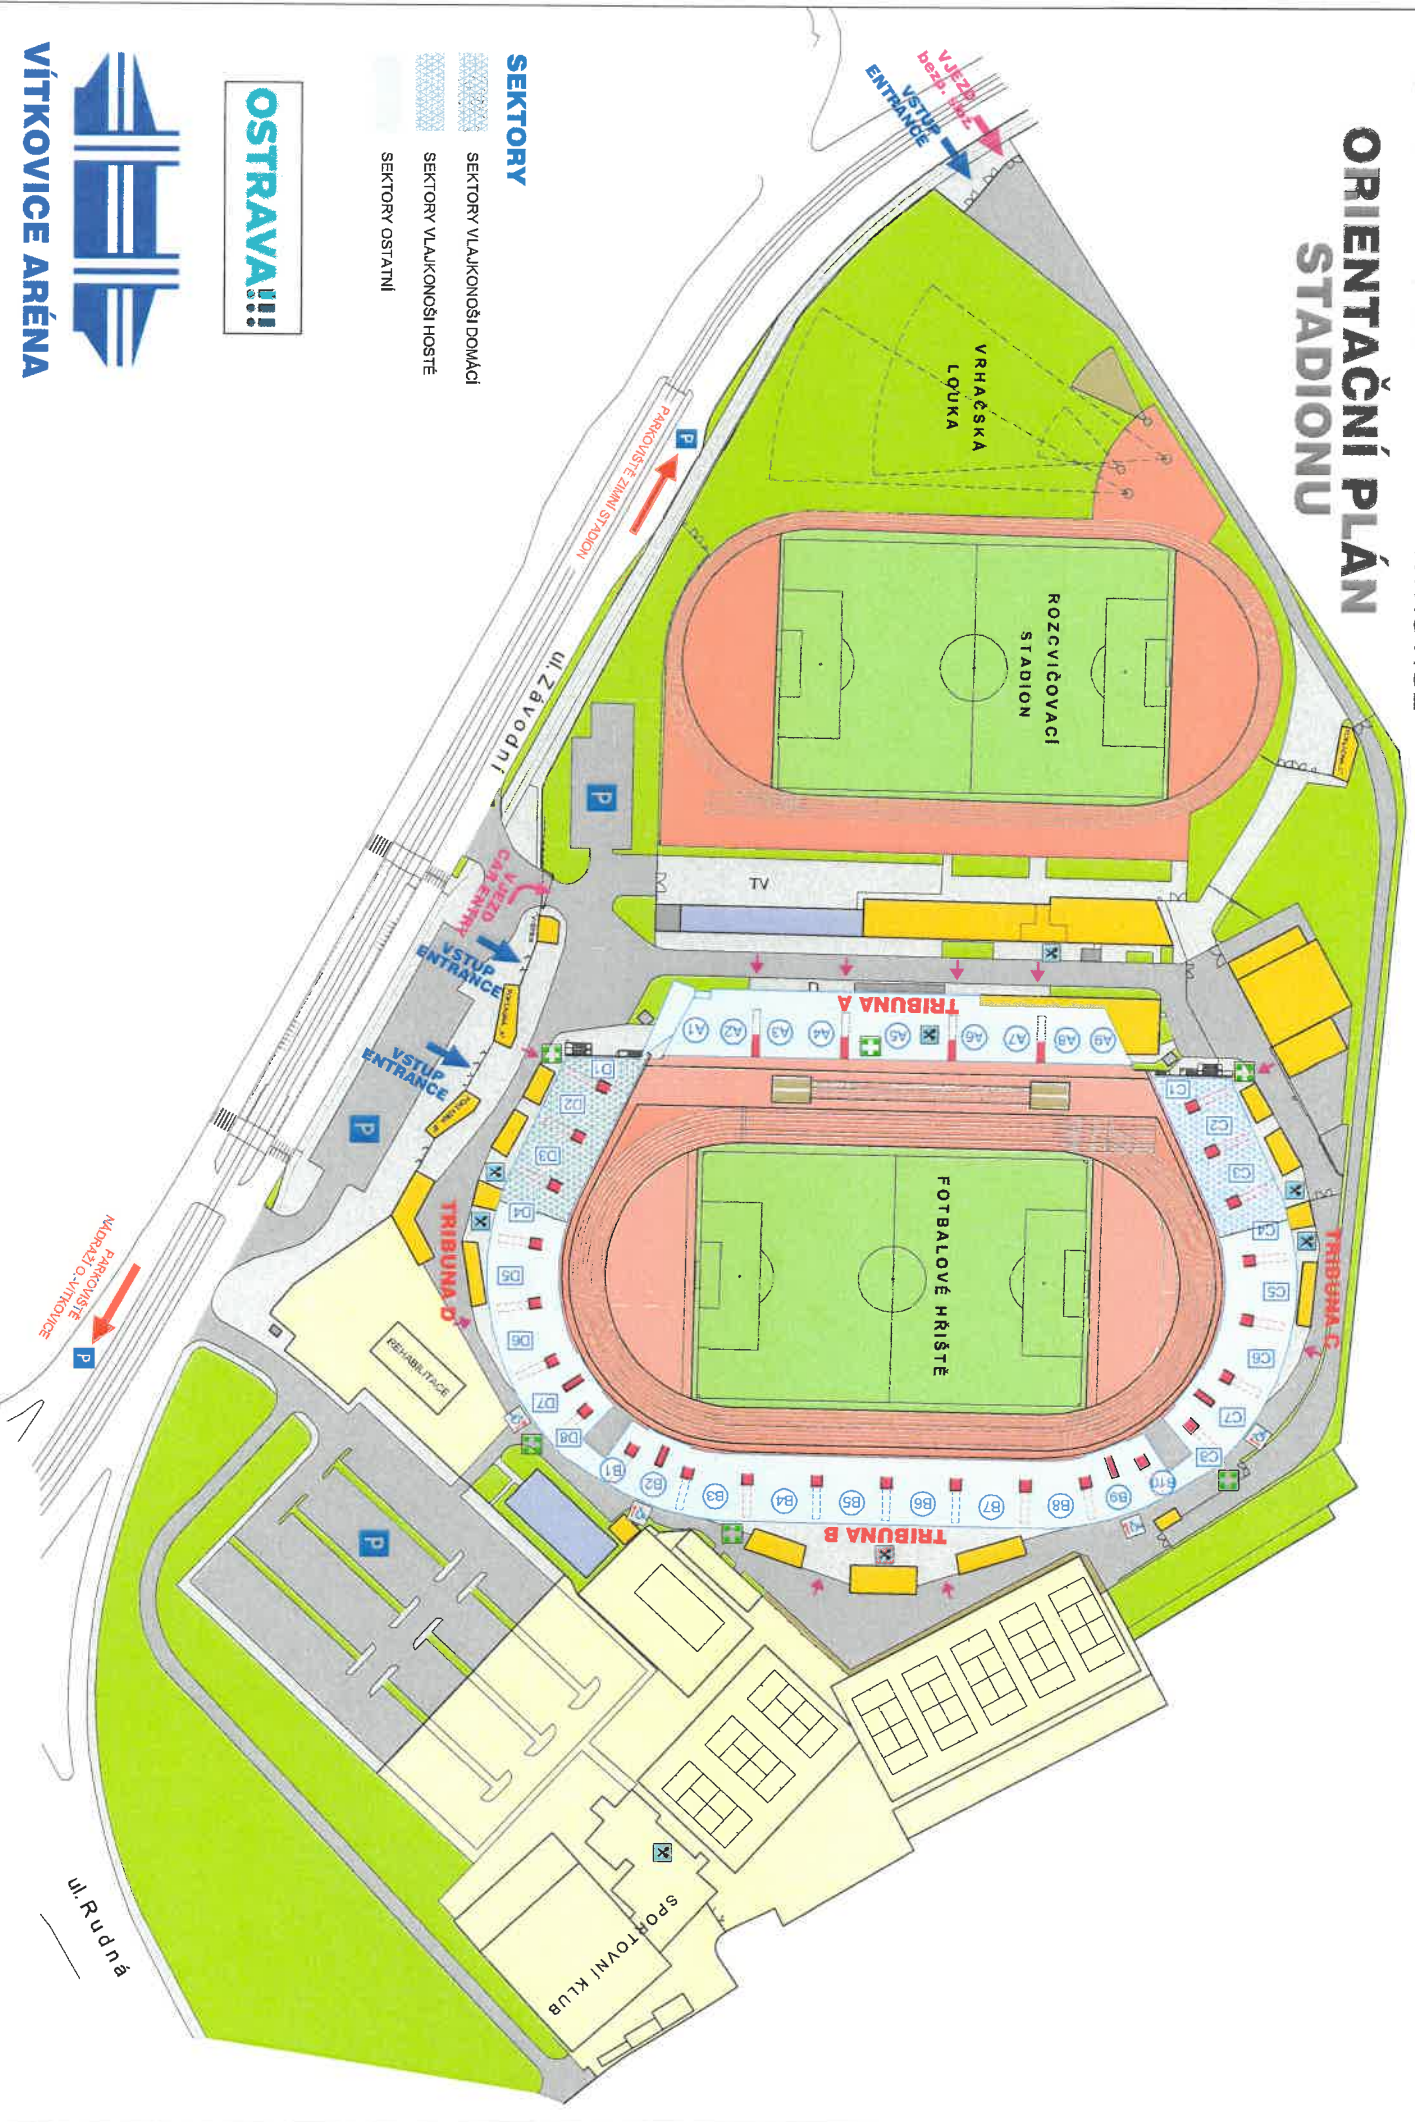 ORIENTAČNÍ PLÁN
STADIONU
VJEZD
VSTUP
ENTRANCE
VRHAČSKÁ
LOUKA
ROZCVIČOVACÍ
STADION
PARKOVIŠTĚ ZIMNÍ STADION
P
ul. Závodní
P
TV
VJEZD
CAR ENTRY
VSTUP
ENTRANCE
VSTUP
ENTRANCE
P
TRIBUNA A
A1
A2
A3
A4
A5
A6
A7
A8
A9
TRIBUNA C
C1
C2
C3
C4
C5
C6
C7
C8
FOTBALOVÉ HŘIŠTĚ
TRIBUNA D
D1
D2
D3
D4
D5
D6
D7
D8
TRIBUNA B
B1
B2
B3
B4
B5
B6
B7
B8
B9
B10
REHABILITACE
P
PARKOVIŠTĚ
NÁDRAŽÍ O.-VÍTKOVICE
P
SPORTOVNÍ KLUB
ul. Rudná
SEKTORY
SEKTORY VLAJKONOŠI DOMÁCÍ
SEKTORY VLAJKONOŠI HOSTÉ
SEKTORY OSTATNÍ
OSTRAVA!!!
VÍTKOVICE ARÉNA